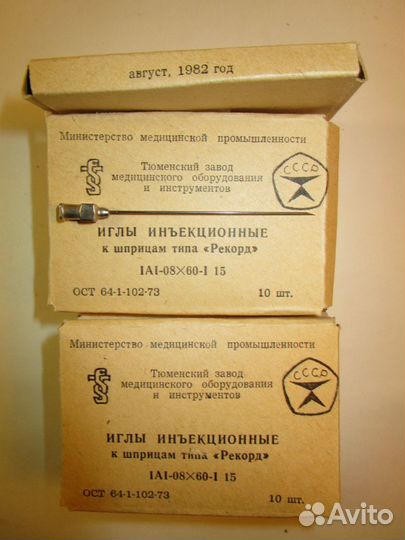 август, 1982 год
Министерство медицинской промышленности
Тюменский завод
медицинского оборудования
и инструментов
СССР
ИГЛЫ ИНЪЕКЦИОННЫЕ
к шприцам типа «Рекорд»
IAI-08×60-I 15
ОСТ 64-1-102-73
10 шт.
Министерство медицинской промышленности
Тюменский завод
медицинского оборудования
и инструментов
СССР
ИГЛЫ ИНЪЕКЦИОННЫЕ
к шприцам типа «Рекорд»
IAI-08×60-I 15
ОСТ 64-1-102-73
10 шт.
Avito